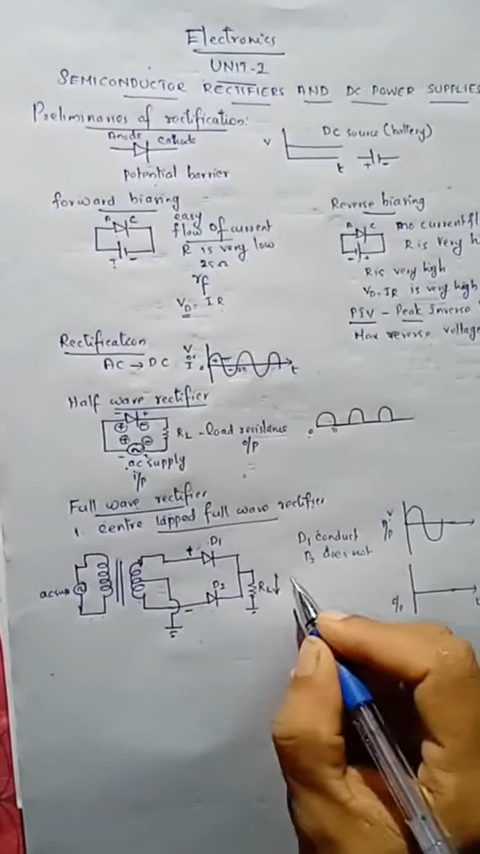 Electronics
UNIT-2
SEMICONDUCTOR RECTIFIERS AND DC POWER SUPPLIES
Preliminaries of rectification:
Anode cathode
V
t
DC source (battery)
+ -
potential barrier
forward biasing
A C
+ -
easy
flow of current
R is very low
25Ω
rf
VD = IR
Reverse biasing
A C
- +
no current fl
R is very h
R is very high
VD = IR is very high
PIV - Peak Inverse
Max reverse voltage
Rectification
AC → DC
V
or
I
t
Half wave rectifier
RL - load resistance
o/p
ac supply
i/p
0 π
Full wave rectifier
1. centre tapped full wave rectifier
D1
D2
RL
D1 conduct
D2 does not
i/p
V
o/p
t